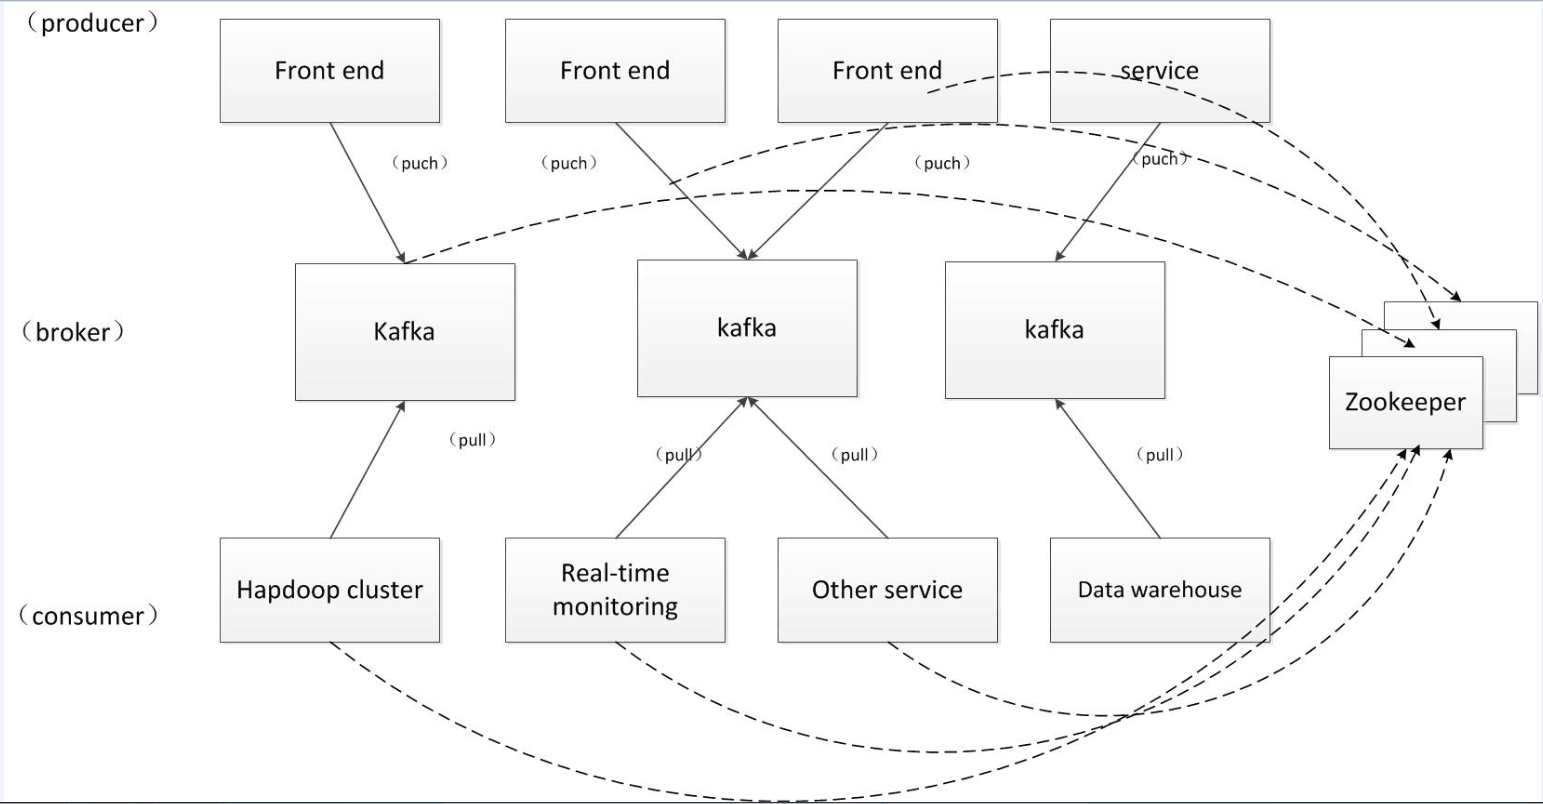 （producer）
Front end
Front end
Front end
service
（puch）
（puch）
（puch）
（puch）
（broker）
Kafka
kafka
kafka
Zookeeper
（pull）
（pull）
（pull）
（pull）
（consumer）
Hapdoop cluster
Real-time
monitoring
Other service
Data warehouse